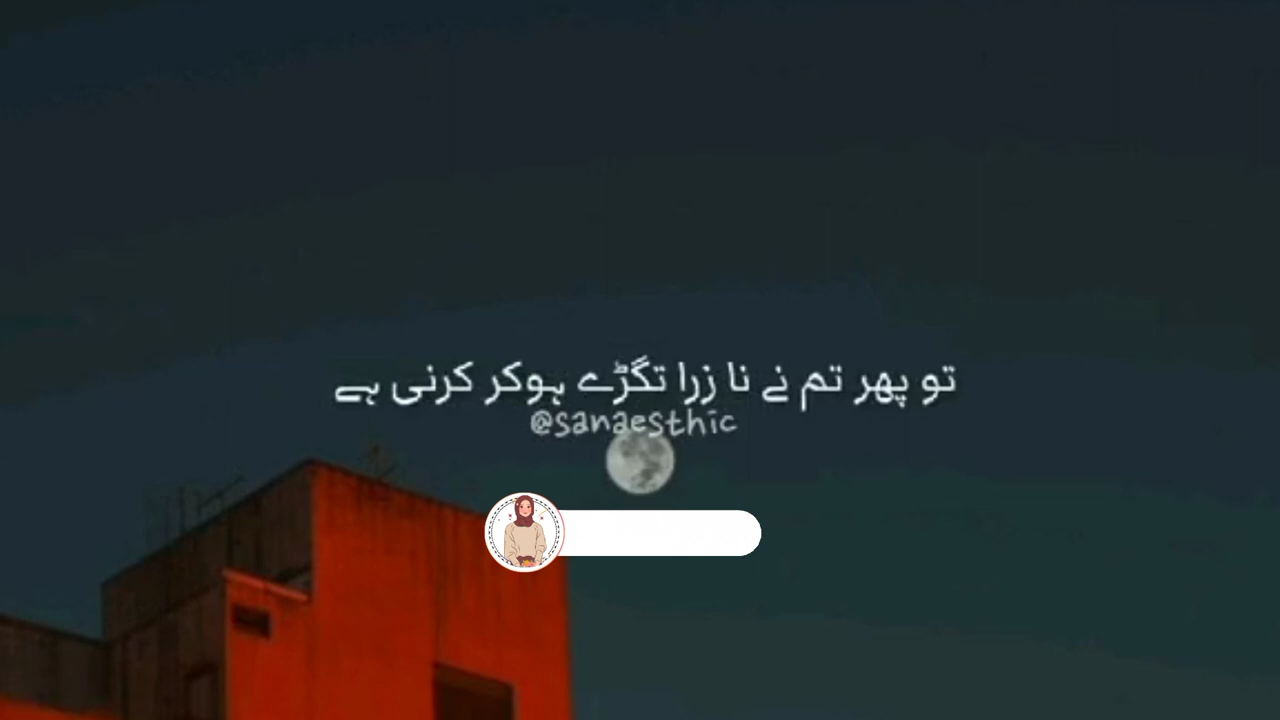 تو پھر تم نے نا زرا تگڑے ہوکر کرنی ہے
@sanaesthic